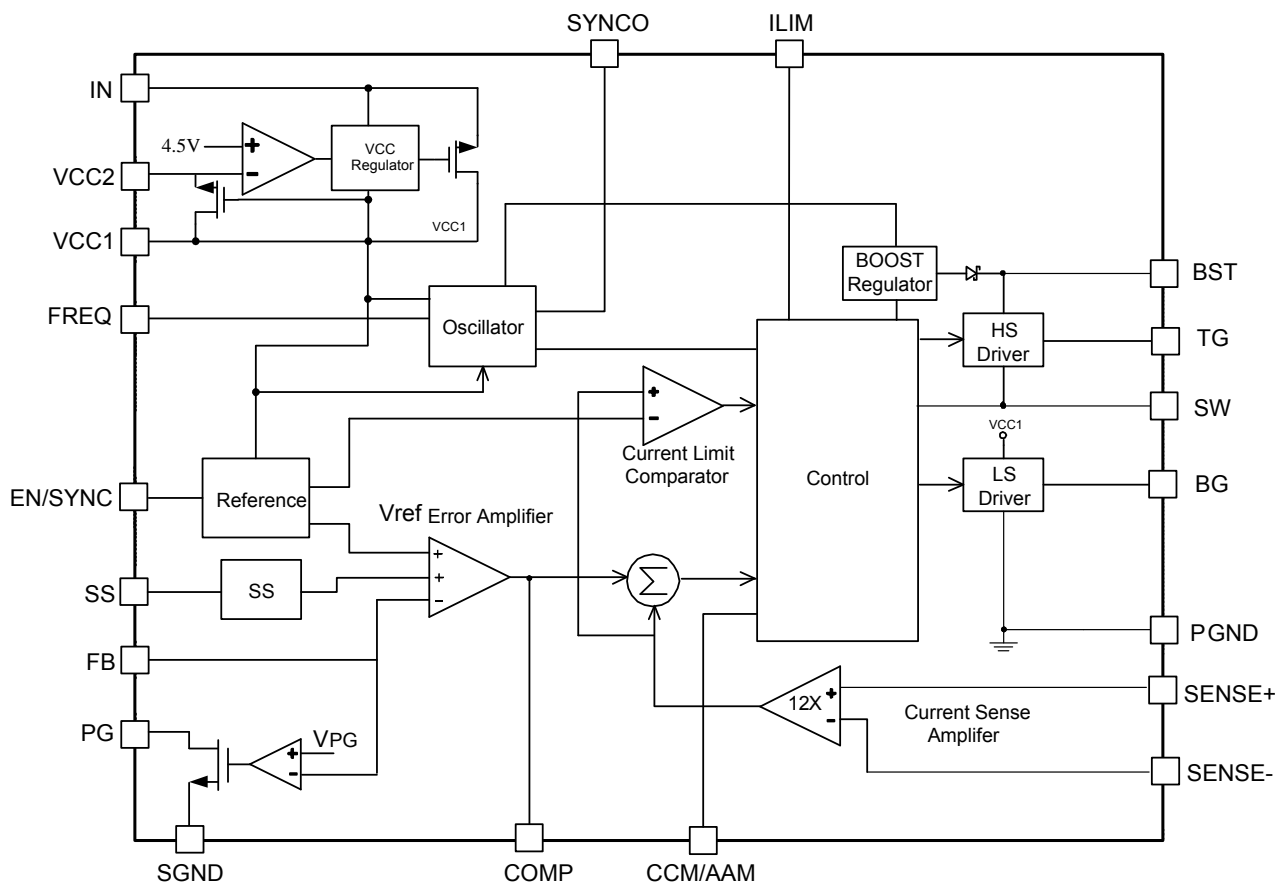 SYNCO
ILIM
IN
4.5V
+
-
VCC
Regulator
VCC2
VCC1
VCC1
BOOST
Regulator
BST
FREQ
Oscillator
HS
Driver
TG
+
-
SW
Current Limit
Comparator
VCC1
Control
LS
Driver
BG
EN/SYNC
Reference
Vref Error Amplifier
+
+
-
SS
SS
Σ
FB
PGND
12X
+
-
SENSE+
Current Sense
Amplifer
PG
VPG
+
-
SENSE-
SGND
COMP
CCM/AAM